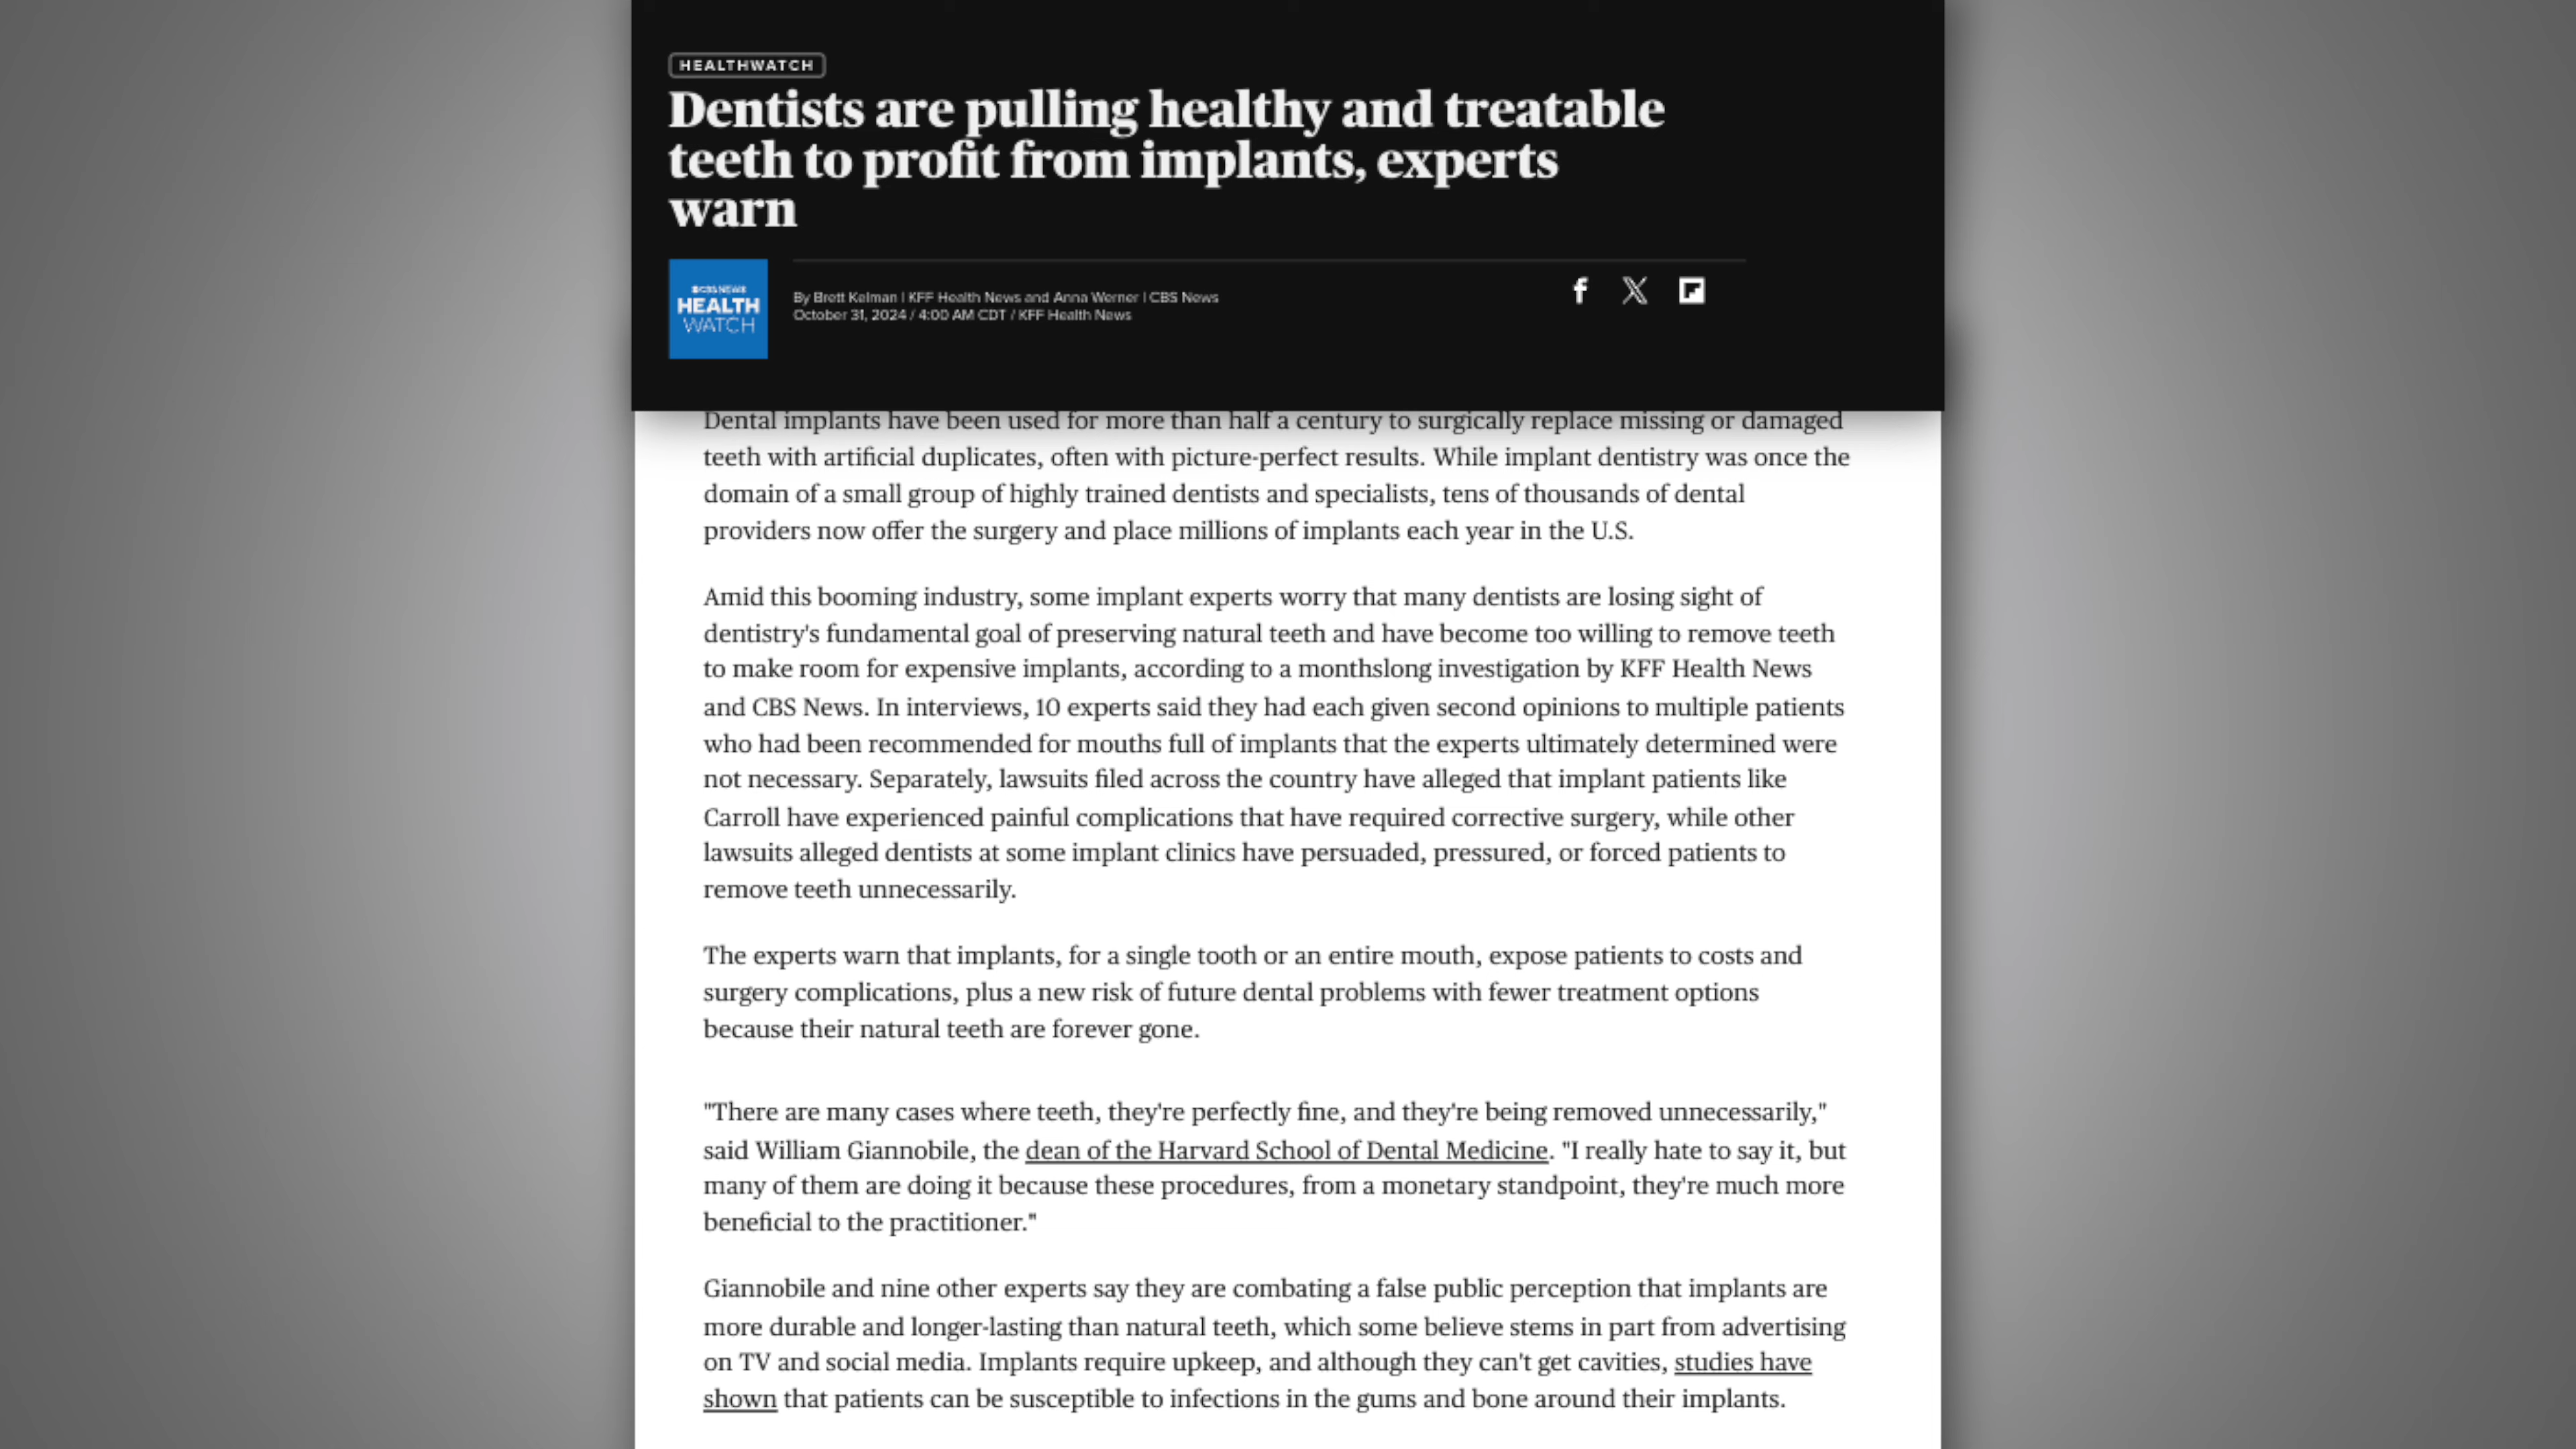 HEALTHWATCH
Dentists are pulling healthy and treatable
teeth to profit from implants, experts
warn
CBS NEWS
HEALTH
WATCH
By Brett Kelman | KFF Health News and Anna Werner | CBS News
October 31, 2024 / 4:00 AM CDT / KFF Health News
Dental implants have been used for more than half a century to surgically replace missing or damaged
teeth with artificial duplicates, often with picture-perfect results. While implant dentistry was once the
domain of a small group of highly trained dentists and specialists, tens of thousands of dental
providers now offer the surgery and place millions of implants each year in the U.S.
Amid this booming industry, some implant experts worry that many dentists are losing sight of
dentistry's fundamental goal of preserving natural teeth and have become too willing to remove teeth
to make room for expensive implants, according to a monthslong investigation by KFF Health News
and CBS News. In interviews, 10 experts said they had each given second opinions to multiple patients
who had been recommended for mouths full of implants that the experts ultimately determined were
not necessary. Separately, lawsuits filed across the country have alleged that implant patients like
Carroll have experienced painful complications that have required corrective surgery, while other
lawsuits alleged dentists at some implant clinics have persuaded, pressured, or forced patients to
remove teeth unnecessarily.
The experts warn that implants, for a single tooth or an entire mouth, expose patients to costs and
surgery complications, plus a new risk of future dental problems with fewer treatment options
because their natural teeth are forever gone.
"There are many cases where teeth, they're perfectly fine, and they're being removed unnecessarily,"
said William Giannobile, the dean of the Harvard School of Dental Medicine. "I really hate to say it, but
many of them are doing it because these procedures, from a monetary standpoint, they're much more
beneficial to the practitioner."
Giannobile and nine other experts say they are combating a false public perception that implants are
more durable and longer-lasting than natural teeth, which some believe stems in part from advertising
on TV and social media. Implants require upkeep, and although they can't get cavities, studies have
shown that patients can be susceptible to infections in the gums and bone around their implants.